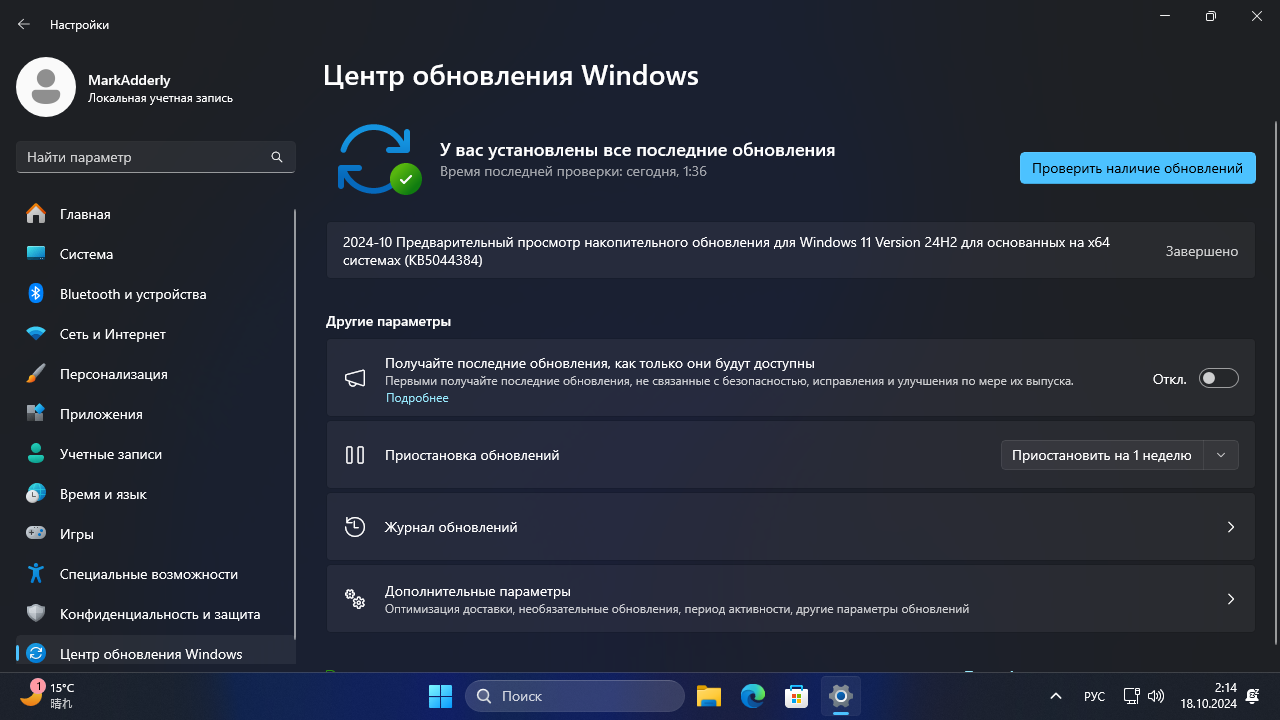 Настройки
MarkAdderly
Локальная учетная запись
Найти параметр
Главная
Система
Bluetooth и устройства
Сеть и Интернет
Персонализация
Приложения
Учетные записи
Время и язык
Игры
Специальные возможности
Конфиденциальность и защита
Центр обновления Windows
Центр обновления Windows
У вас установлены все последние обновления
Время последней проверки: сегодня, 1:36
Проверить наличие обновлений
2024-10 Предварительный просмотр накопительного обновления для Windows 11 Version 24H2 для основанных на x64
системах (KB5044384)
Завершено
Другие параметры
Получайте последние обновления, как только они будут доступны
Первыми получайте последние обновления, не связанные с безопасностью, исправления и улучшения по мере их выпуска.
Подробнее
Откл.
Приостановка обновлений
Приостановить на 1 неделю
Журнал обновлений
Дополнительные параметры
Оптимизация доставки, необязательные обновления, период активности, другие параметры обновлений
1
15°C
晴れ
Поиск
РУС
2:14
18.10.2024